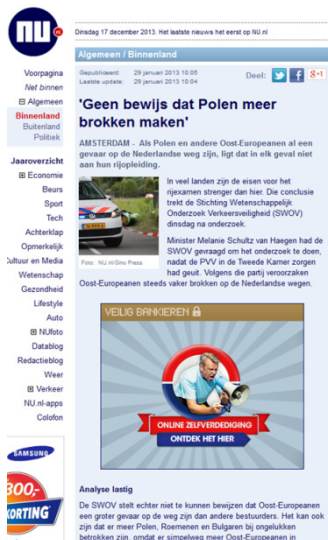 NU
.nl
Dinsdag 17 december 2013. Het laatste nieuws het eerst op NU.nl
Algemeen / Binnenland
Voorpagina
Net binnen
Algemeen
Binnenland
Buitenland
Politiek
Jaaroverzicht
Economie
Beurs
Sport
Tech
Achterklap
Opmerkelijk
Cultuur en Media
Wetenschap
Gezondheid
Lifestyle
Auto
NUfoto
Datablog
Redactieblog
Weer
Verkeer
NU.nl-apps
Colofon
SAMSUNG
300,-
KORTING
Gepubliceerd: 29 januari 2013 10:05
Laatste update: 29 januari 2013 10:04
Deel:
'Geen bewijs dat Polen meer
brokken maken'
AMSTERDAM - Als Polen en andere Oost-Europeanen al een
gevaar op de Nederlandse weg zijn, ligt dat in elk geval niet
aan hun rijopleiding.
In veel landen zijn de eisen voor het
rijexamen strenger dan hier. Die conclusie
trekt de Stichting Wetenschappelijk
Onderzoek Verkeersveiligheid (SWOV)
dinsdag na onderzoek.
Minister Melanie Schultz van Haegen had de
SWOV gevraagd om het onderzoek te doen,
nadat de PVV in de Tweede Kamer zorgen
had geuit. Volgens die partij veroorzaken
Foto: NU.nl/Sino Press
Oost-Europeanen steeds vaker brokken op de Nederlandse wegen.
VEILIG BANKIEREN
ONLINE ZELFVERDEDIGING
ONTDEK HET HIER
Analyse lastig
De SWOV stelt echter niet te kunnen bewijzen dat Oost-Europeanen
een groter gevaar op de weg zijn dan andere bestuurders. Het kan ook
zijn dat er meer Polen, Roemenen en Bulgaren bij ongelukken
betrokken zijn, omdat er simpelweg meer Oost-Europeanen in